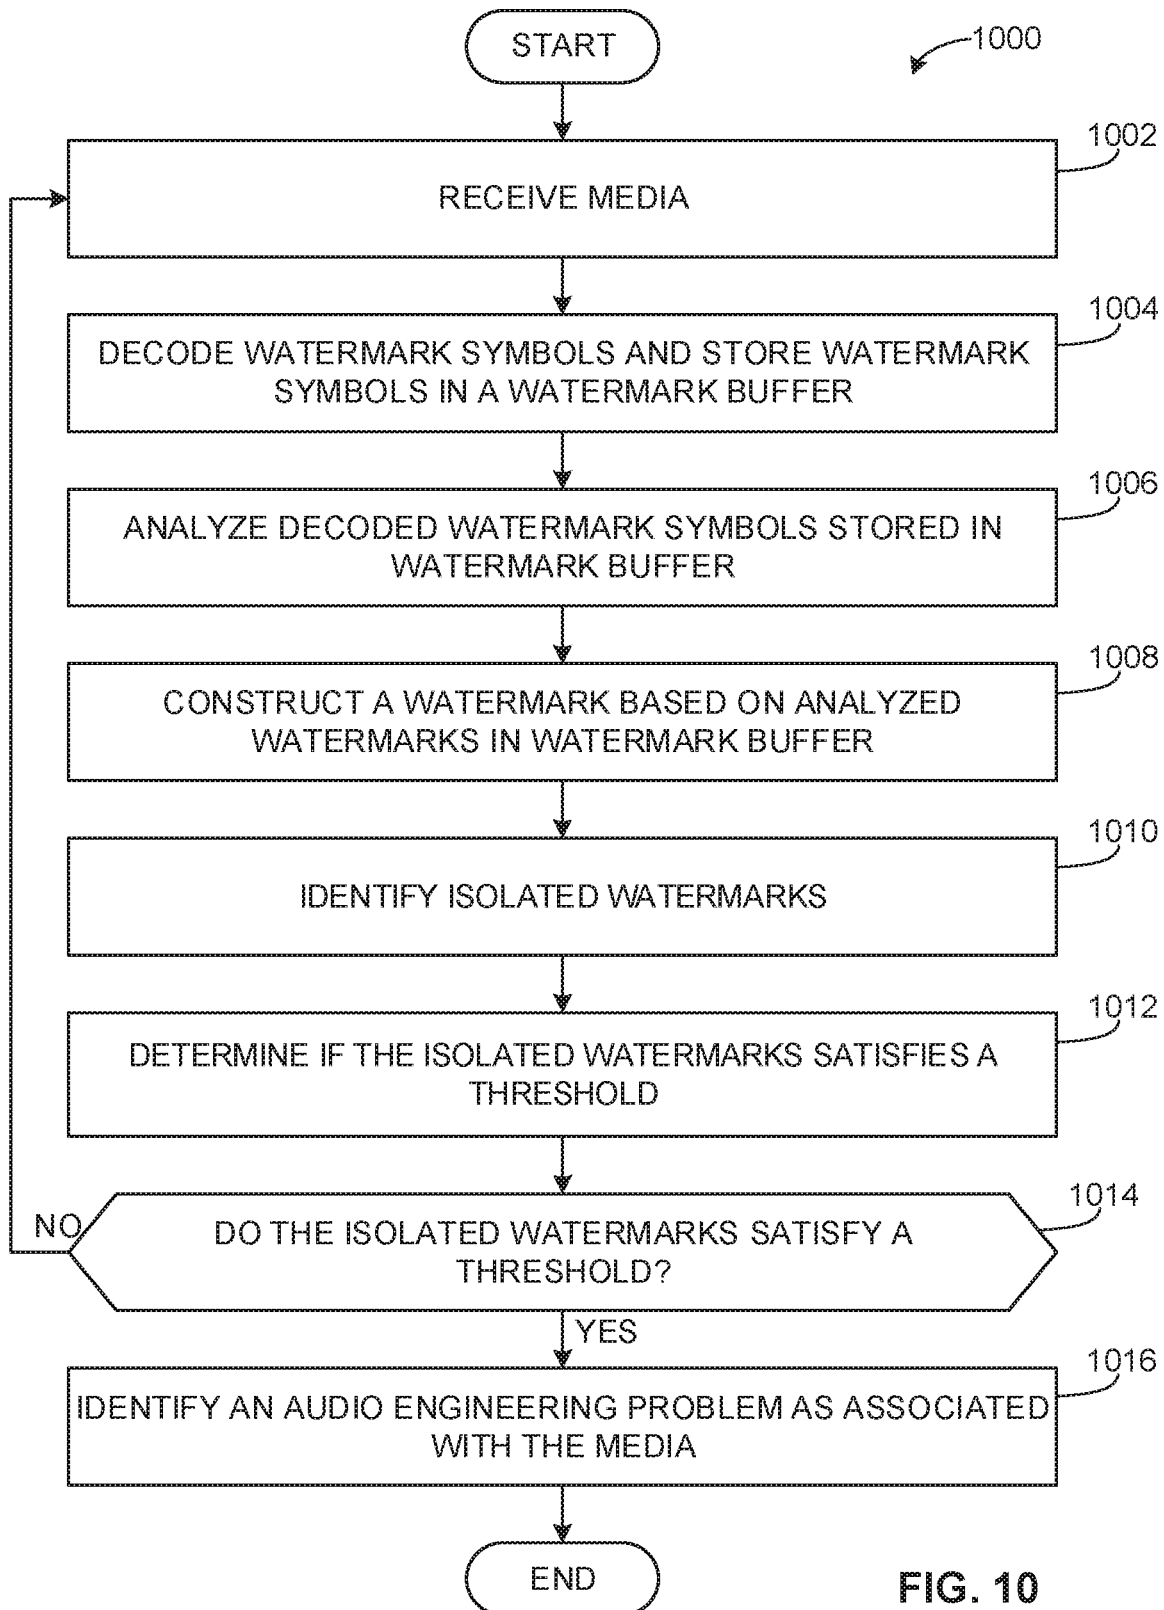 START
1000
1002
RECEIVE MEDIA
1004
DECODE WATERMARK SYMBOLS AND STORE WATERMARK
SYMBOLS IN A WATERMARK BUFFER
1006
ANALYZE DECODED WATERMARK SYMBOLS STORED IN
WATERMARK BUFFER
1008
CONSTRUCT A WATERMARK BASED ON ANALYZED
WATERMARKS IN WATERMARK BUFFER
1010
IDENTIFY ISOLATED WATERMARKS
1012
DETERMINE IF THE ISOLATED WATERMARKS SATISFIES A
THRESHOLD
1014
NO
DO THE ISOLATED WATERMARKS SATISFY A
THRESHOLD?
YES
1016
IDENTIFY AN AUDIO ENGINEERING PROBLEM AS ASSOCIATED
WITH THE MEDIA
END
FIG. 10